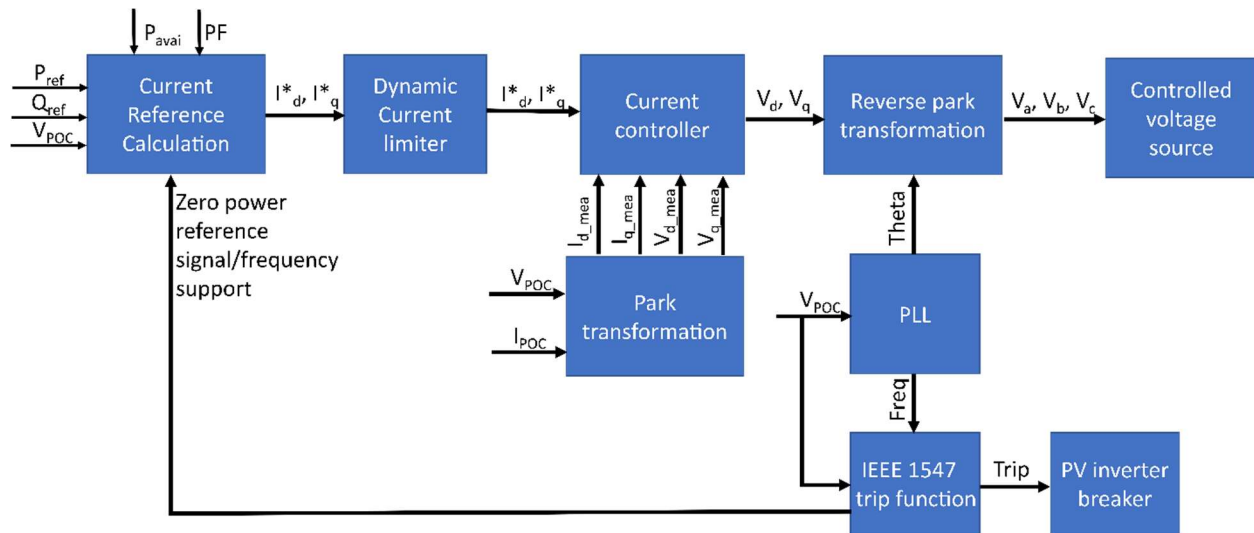 P_avai
PF
P_ref
Q_ref
V_POC
Current
Reference
Calculation
I*_d, I*_q
Dynamic
Current
limiter
I*_d, I*_q
Current
controller
V_d, V_q
Reverse park
transformation
V_a, V_b, V_c
Controlled
voltage
source
Zero power
reference
signal/frequency
support
I_d_mea
I_q_mea
V_d_mea
V_q_mea
Theta
V_POC
I_POC
Park
transformation
V_POC
PLL
Freq
IEEE 1547
trip function
Trip
PV inverter
breaker